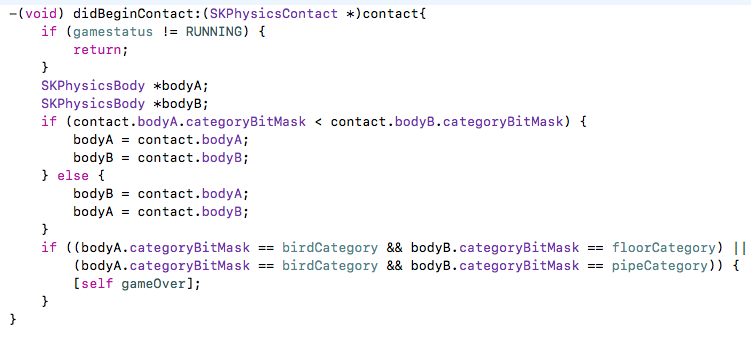 -(void) didBeginContact:(SKPhysicsContact *)contact{
    if (gamestatus != RUNNING) {
        return;
    }
    SKPhysicsBody *bodyA;
    SKPhysicsBody *bodyB;
    if (contact.bodyA.categoryBitMask < contact.bodyB.categoryBitMask) {
        bodyA = contact.bodyA;
        bodyB = contact.bodyB;
    } else {
        bodyB = contact.bodyA;
        bodyA = contact.bodyB;
    }
    if ((bodyA.categoryBitMask == birdCategory && bodyB.categoryBitMask == floorCategory) ||
        (bodyA.categoryBitMask == birdCategory && bodyB.categoryBitMask == pipeCategory)) {
        [self gameOver];
    }
}